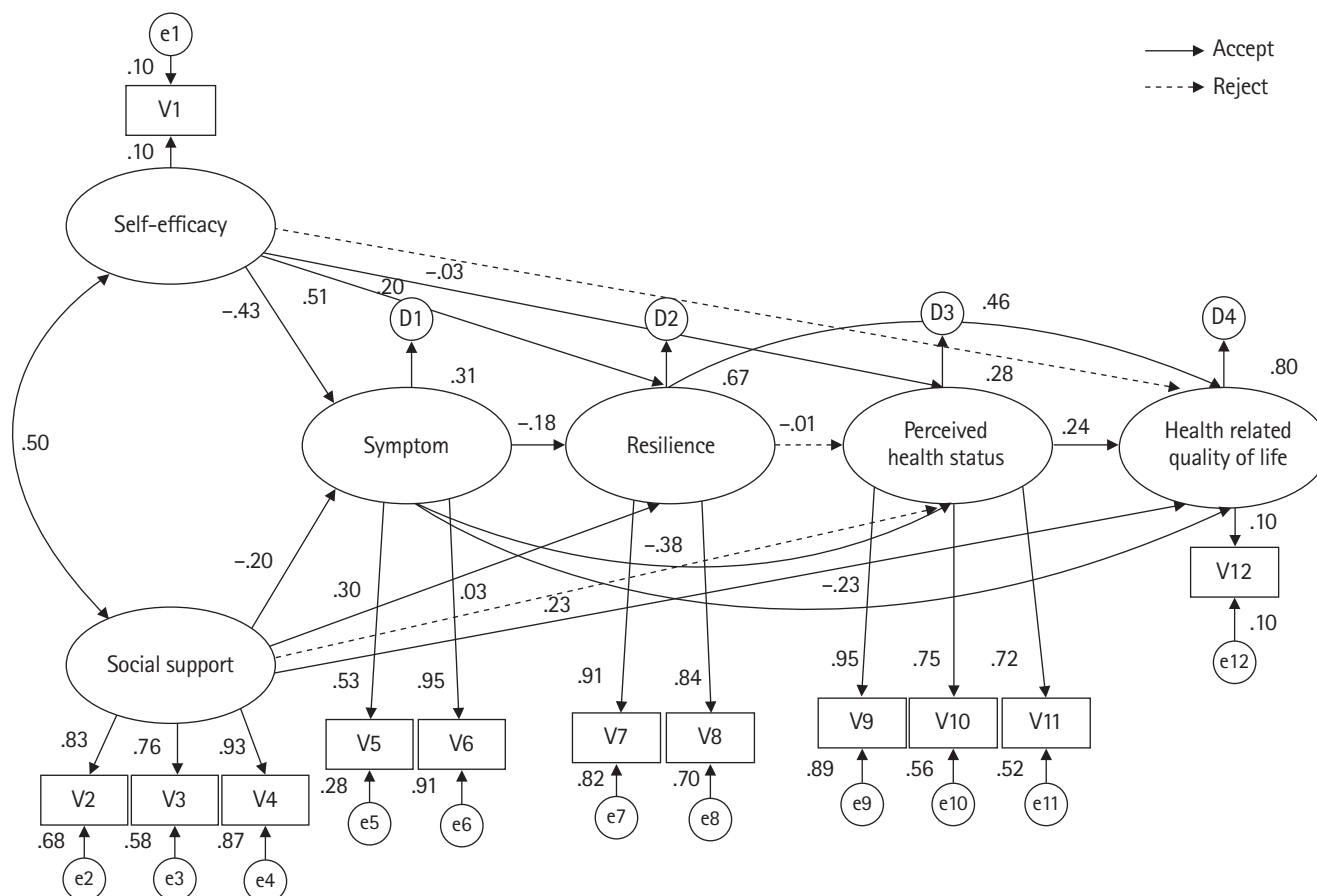 e1
Accept
.10
Reject
V1
.10
Self-efficacy
–.03
.20
–.43
.51
D1
D2
D3
.46
D4
.31
.67
.28
.80
.50
Symptom
–.18
Resilience
–.01
Perceived
health status
.24
Health related
quality of life
–.20
.30
.03
.23
–.38
–.23
.10
V12
.10
e12
Social support
.53
.95
.91
.84
.95
.75
.72
.83
.76
.93
V5
V6
V7
V8
V9
V10
V11
.28
.91
.82
.70
.89
.56
.52
V2
V3
V4
e5
e6
e7
e8
e9
e10
e11
.68
.58
.87
e2
e3
e4